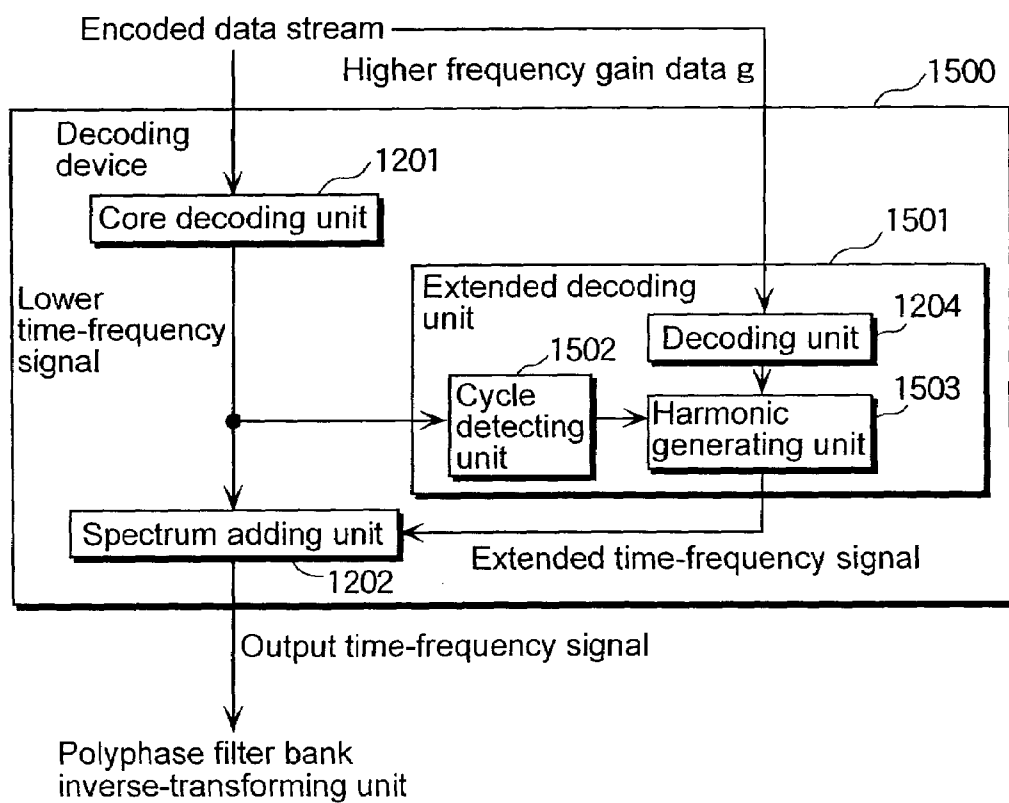 Encoded data stream
Higher frequency gain data g
1500
Decoding
device
1201
Core decoding unit
1501
Lower
time-frequency
signal
Extended decoding
unit
1204
Decoding unit
1502
Cycle
detecting
unit
1503
Harmonic
generating unit
Spectrum adding unit
1202
Extended time-frequency signal
Output time-frequency signal
Polyphase filter bank
inverse-transforming unit